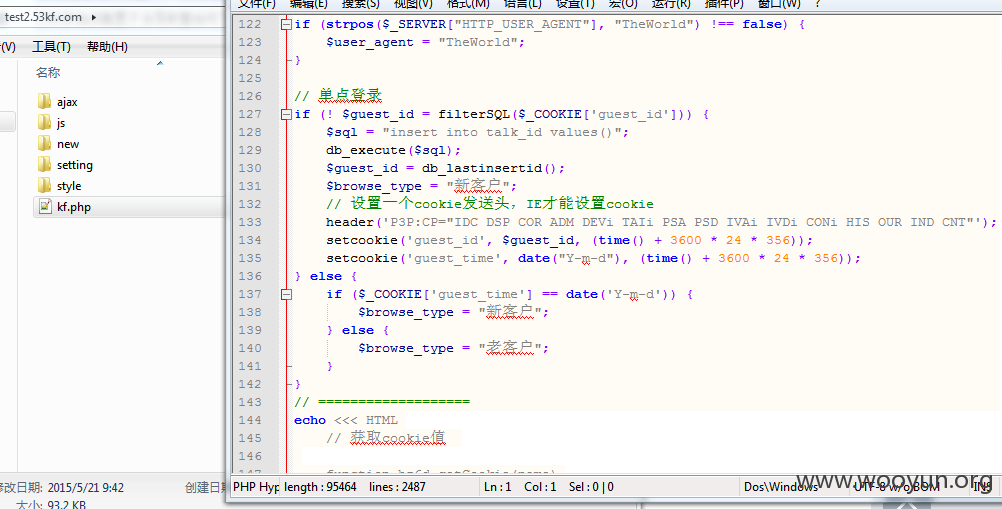 test2.53kf.com
(V) 工具(T) 帮助(H)
名称
ajax
js
new
setting
style
kf.php
修改日期: 2015/5/21 9:42 创建日期
大小: 93.2 KB
文件(F) 编辑(E) 搜索(S) 视图(V) 格式(M) 语言(L) 设置(T) 宏(O) 运行(R) 插件(P) 窗口(W) ?
122 if (strpos($_SERVER["HTTP_USER_AGENT"], "TheWorld") !== false) {
123 $user_agent = "TheWorld";
124 }
125
126 // 单点登录
127 if (! $guest_id = filterSQL($_COOKIE['guest_id'])) {
128 $sql = "insert into talk_id values()";
129 db_execute($sql);
130 $guest_id = db_lastinsertid();
131 $browse_type = "新客户";
132 // 设置一个cookie发送头, IE才能设置cookie
133 header('P3P:CP="IDC DSP COR ADM DEVi TAIi PSA PSD IVAi IVDi CONi HIS OUR IND CNT"');
134 setcookie('guest_id', $guest_id, (time() + 3600 * 24 * 356));
135 setcookie('guest_time', date("Y-m-d"), (time() + 3600 * 24 * 356));
136 } else {
137 if ($_COOKIE['guest_time'] == date('Y-m-d')) {
138 $browse_type = "新客户";
139 } else {
140 $browse_type = "老客户";
141 }
142 }
143 // ===================
144 echo <<< HTML
145 // 获取cookie值
146
PHP Hyp length : 95464 lines : 2487 Ln : 1 Col : 1 Sel : 0 | 0 Dos\Windows UTF-8 w/o BOM INS
www.wooyun.org